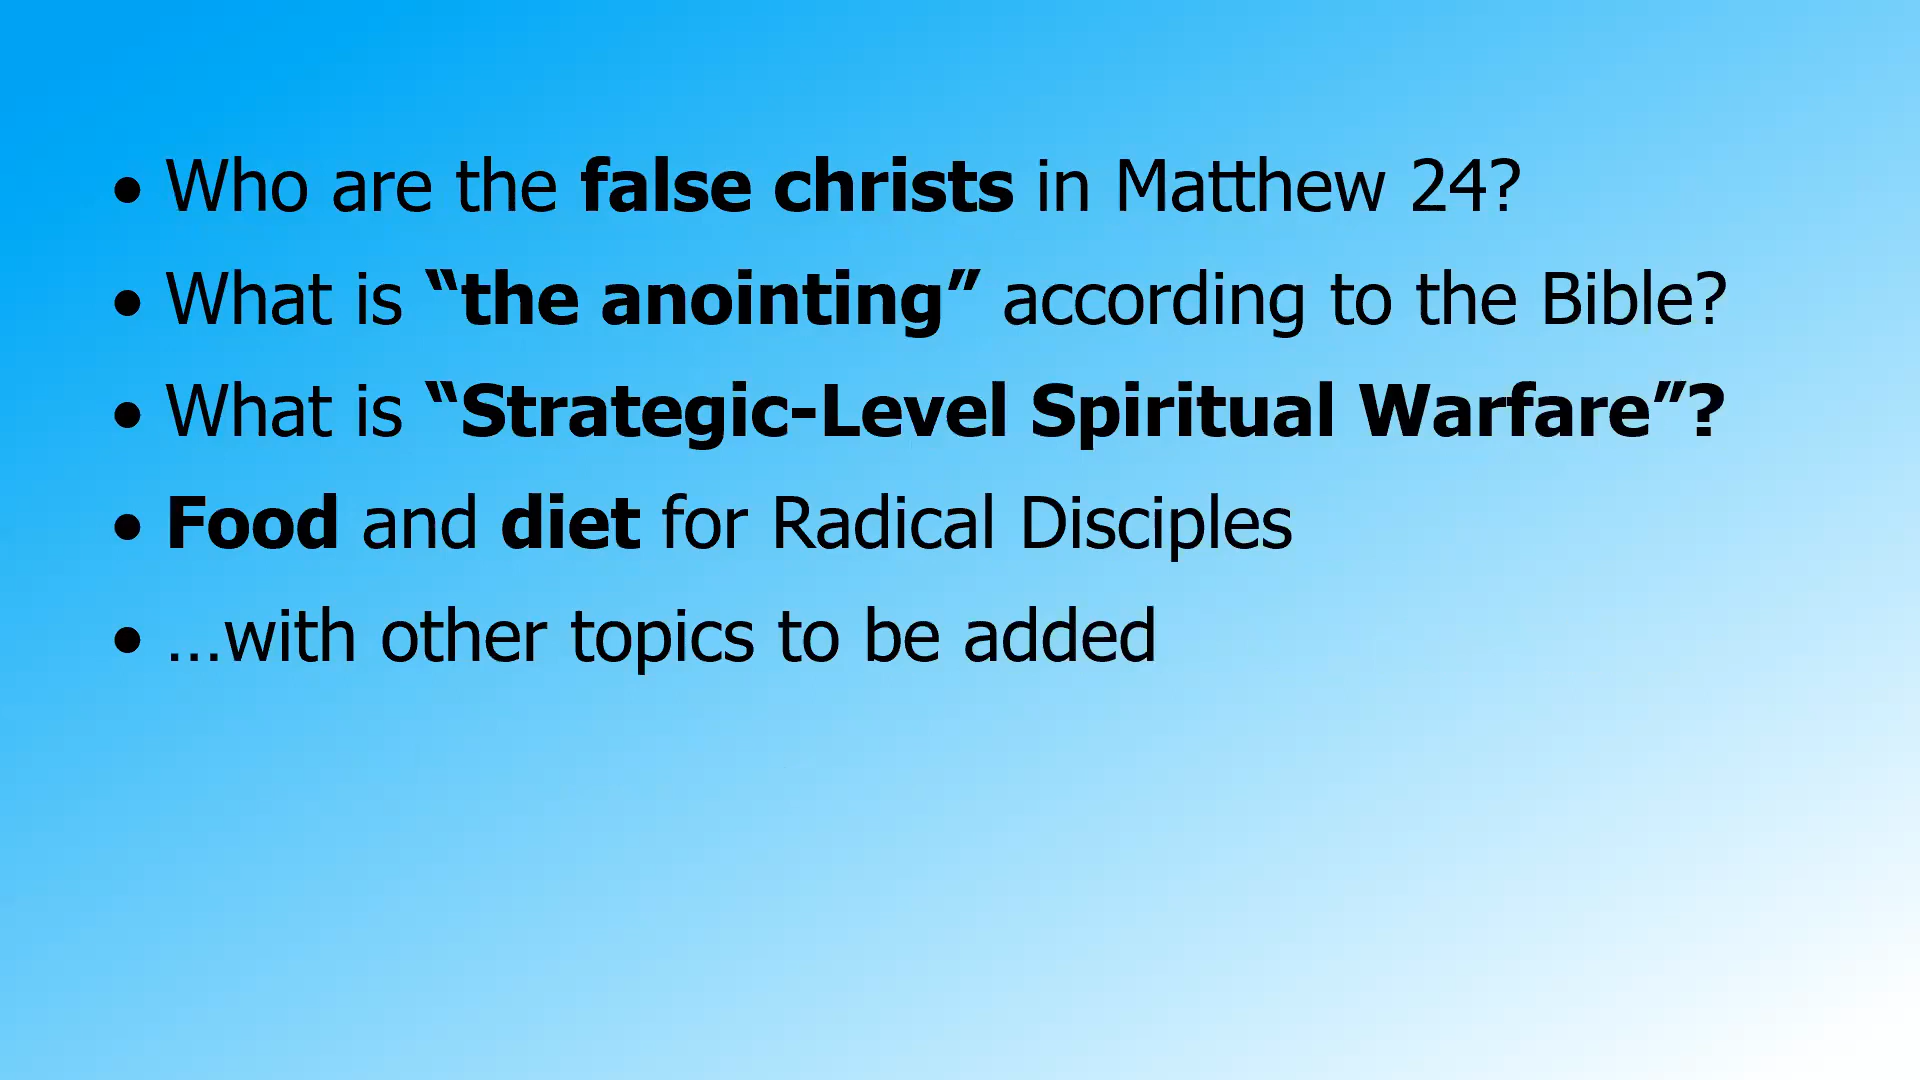 • Who are the false christs in Matthew 24?
• What is “the anointing” according to the Bible?
• What is “Strategic-Level Spiritual Warfare”?
• Food and diet for Radical Disciples
• …with other topics to be added